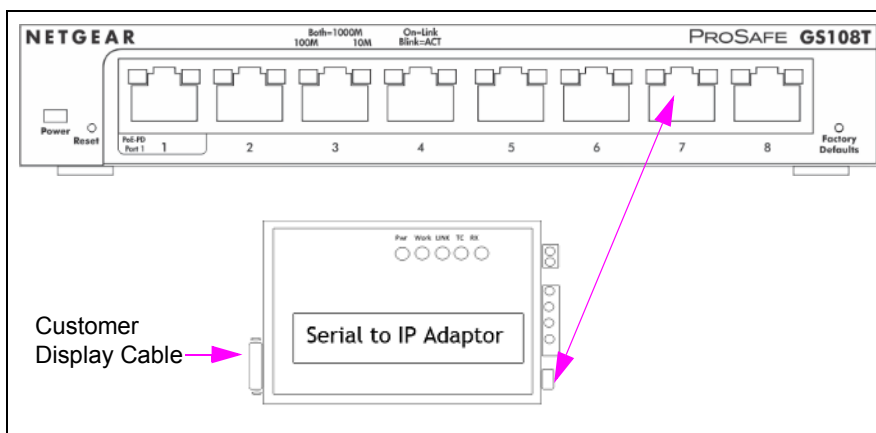 NETGEAR
Both=1000M
100M 10M
On=Link
Blink=ACT
PROSAFE GS108T
Power
Reset
PoE-PD
Port 1
1 2 3 4 5 6 7 8
Factory
Defaults
Pwr Work LINK TC RX
Serial to IP Adaptor
Customer
Display Cable